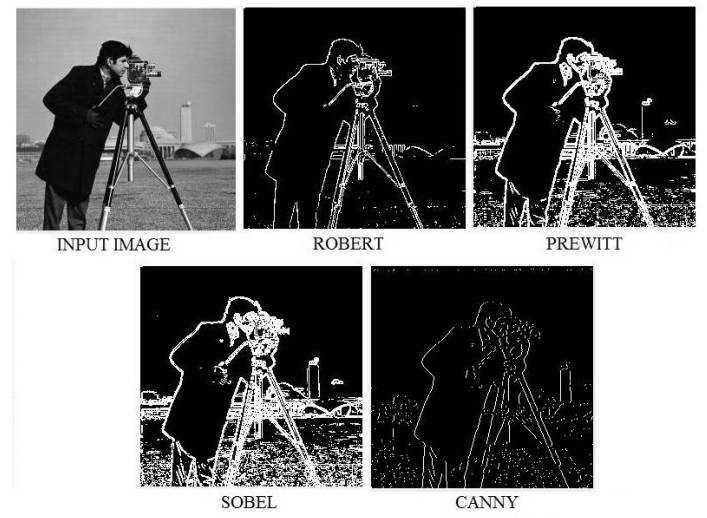 INPUT IMAGE
ROBERT
PREWITT
SOBEL
CANNY